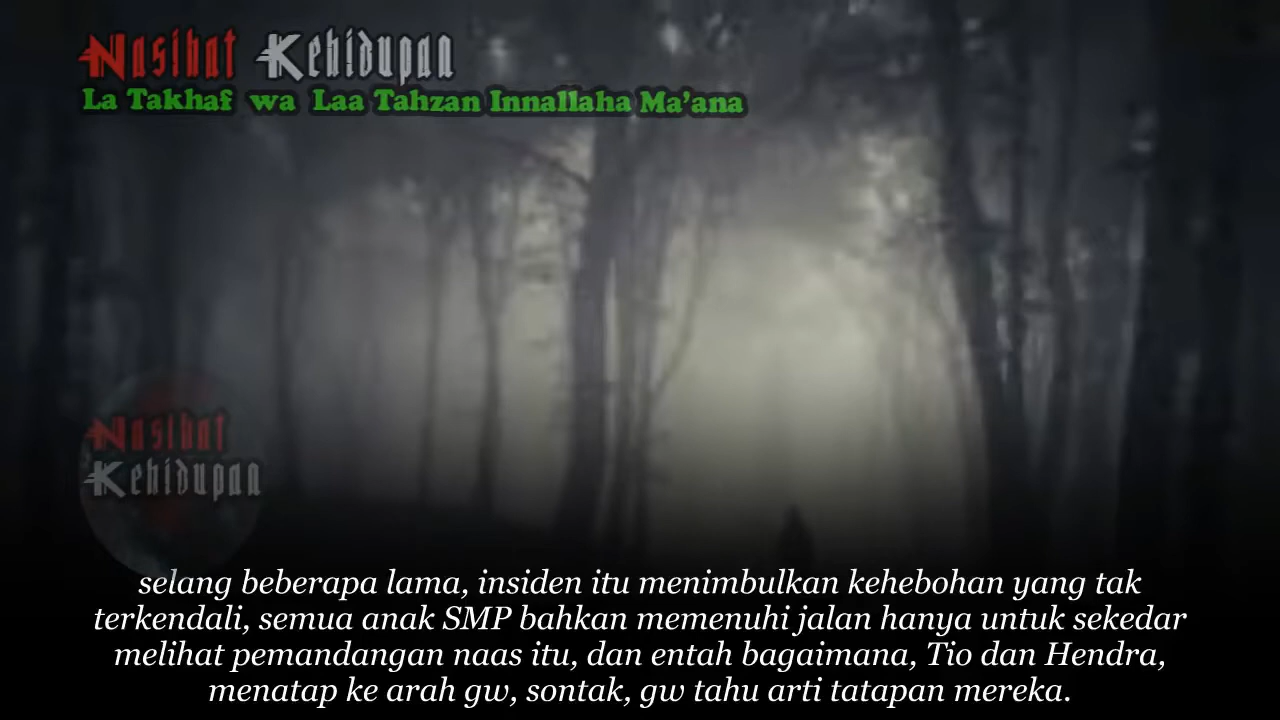 Nasihat Kehidupan
La Takhaf wa Laa Tahzan Innallaha Ma'ana
Nasihat
Kehidupan
selang beberapa lama, insiden itu menimbulkan kehebohan yang tak
terkendali, semua anak SMP bahkan memenuhi jalan hanya untuk sekedar
melihat pemandangan naas itu, dan entah bagaimana, Tio dan Hendra,
menatap ke arah gw, sontak, gw tahu arti tatapan mereka.